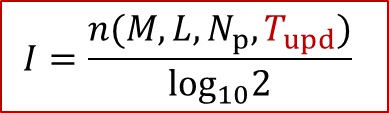 I = n(M, L, N_p, T_upd) / log_10 2